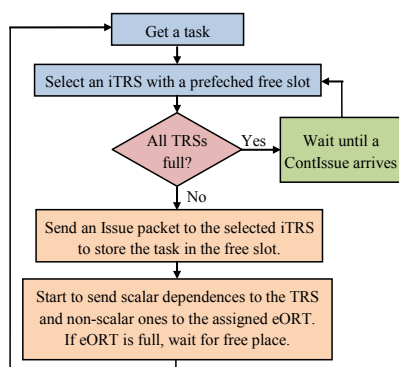 Get a task
Select an iTRS with a prefeched free slot
All TRSs
full?
Yes
Wait until a
ContIssue arrives
No
Send an Issue packet to the selected iTRS
to store the task in the free slot.
Start to send scalar dependences to the TRS
and non-scalar ones to the assigned eORT.
If eORT is full, wait for free place.